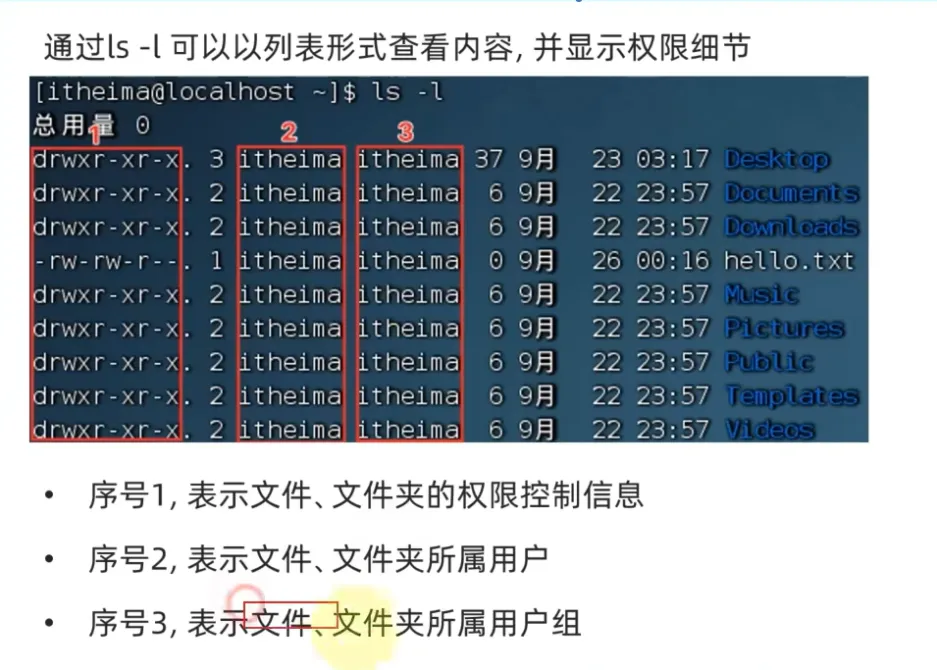 通过ls -l 可以以列表形式查看内容, 并显示权限细节
[itheima@localhost ~]$ ls -l
总用量 0
1 2 3
drwxr-xr-x. 3 itheima itheima 37 9月 23 03:17 Desktop
drwxr-xr-x. 2 itheima itheima 6 9月 22 23:57 Documents
drwxr-xr-x. 2 itheima itheima 6 9月 22 23:57 Downloads
-rw-rw-r--. 1 itheima itheima 0 9月 26 00:16 hello.txt
drwxr-xr-x. 2 itheima itheima 6 9月 22 23:57 Music
drwxr-xr-x. 2 itheima itheima 6 9月 22 23:57 Pictures
drwxr-xr-x. 2 itheima itheima 6 9月 22 23:57 Public
drwxr-xr-x. 2 itheima itheima 6 9月 22 23:57 Templates
drwxr-xr-x. 2 itheima itheima 6 9月 22 23:57 Videos
• 序号1, 表示文件、文件夹的权限控制信息
• 序号2, 表示文件、文件夹所属用户
• 序号3, 表示文件、文件夹所属用户组